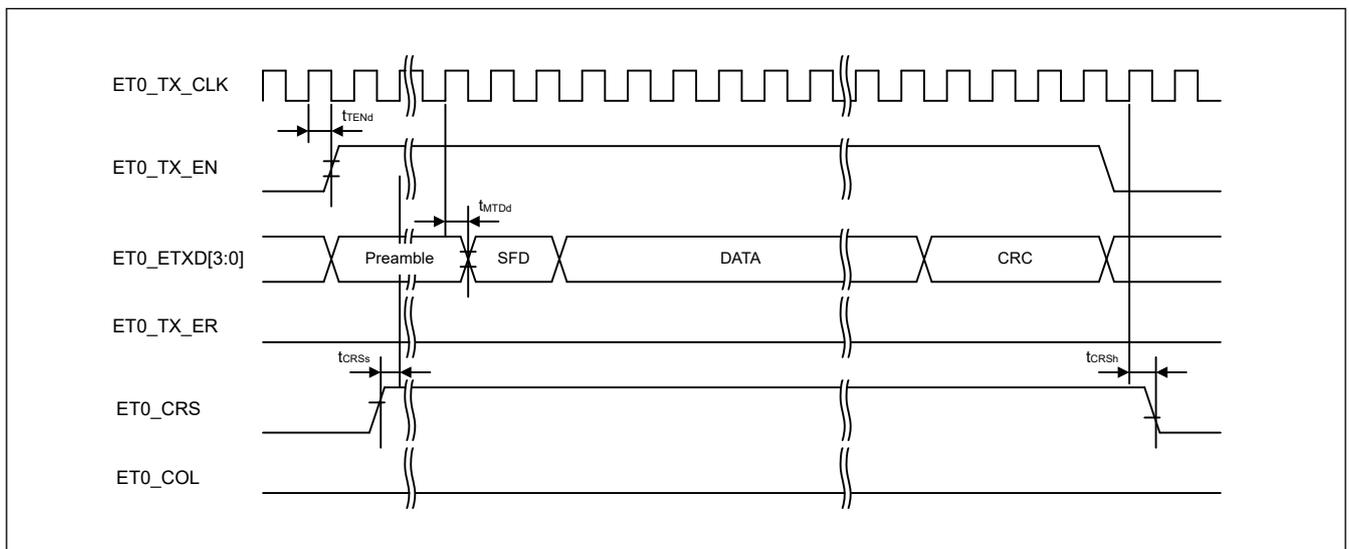 ET0_TX_CLK
tTENd
ET0_TX_EN
tMTDd
ET0_ETXD[3:0]
Preamble
SFD
DATA
CRC
ET0_TX_ER
tCRSs
tCRSh
ET0_CRS
ET0_COL